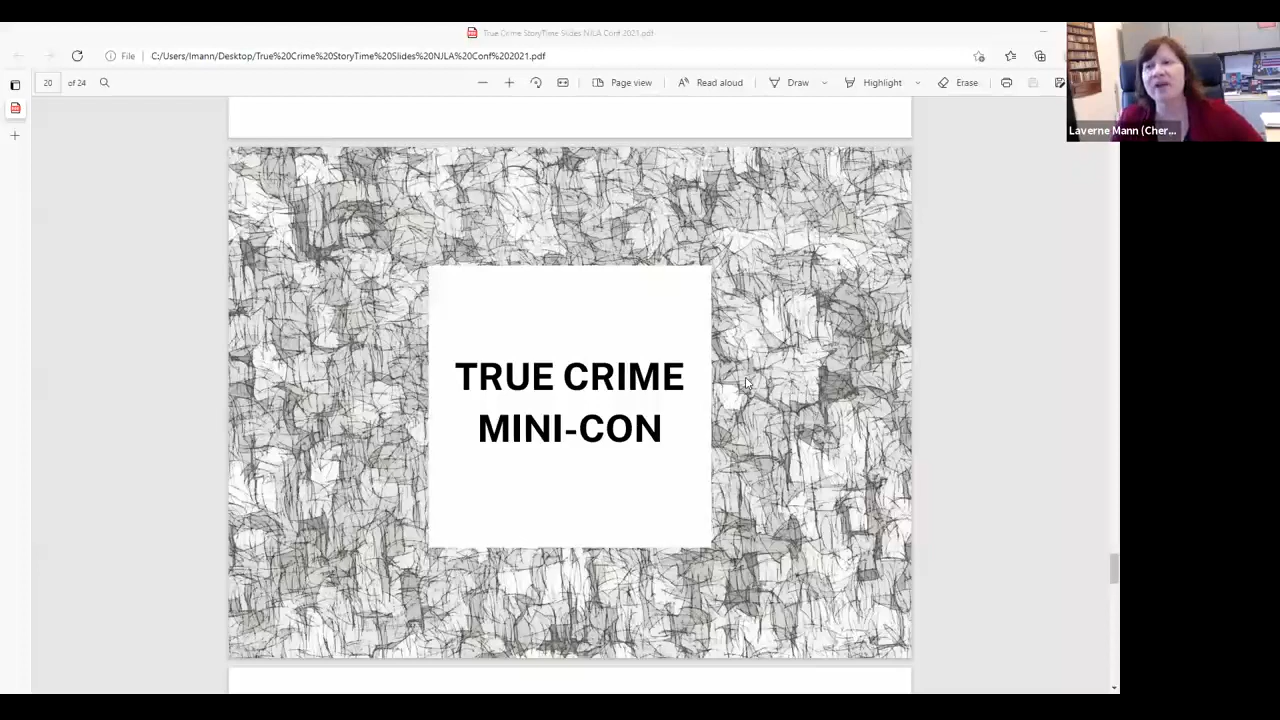 True Crime StoryTime Slides NJLA Conf 2021.pdf
File
C:/Users/lmann/Desktop/True%20Crime%20StoryTime%20Slides%20NJLA%20Conf%202021.pdf
20 of 24
Page view
Read aloud
Draw
Highlight
Erase
Laverne Mann (Cher...
TRUE CRIME
MINI-CON